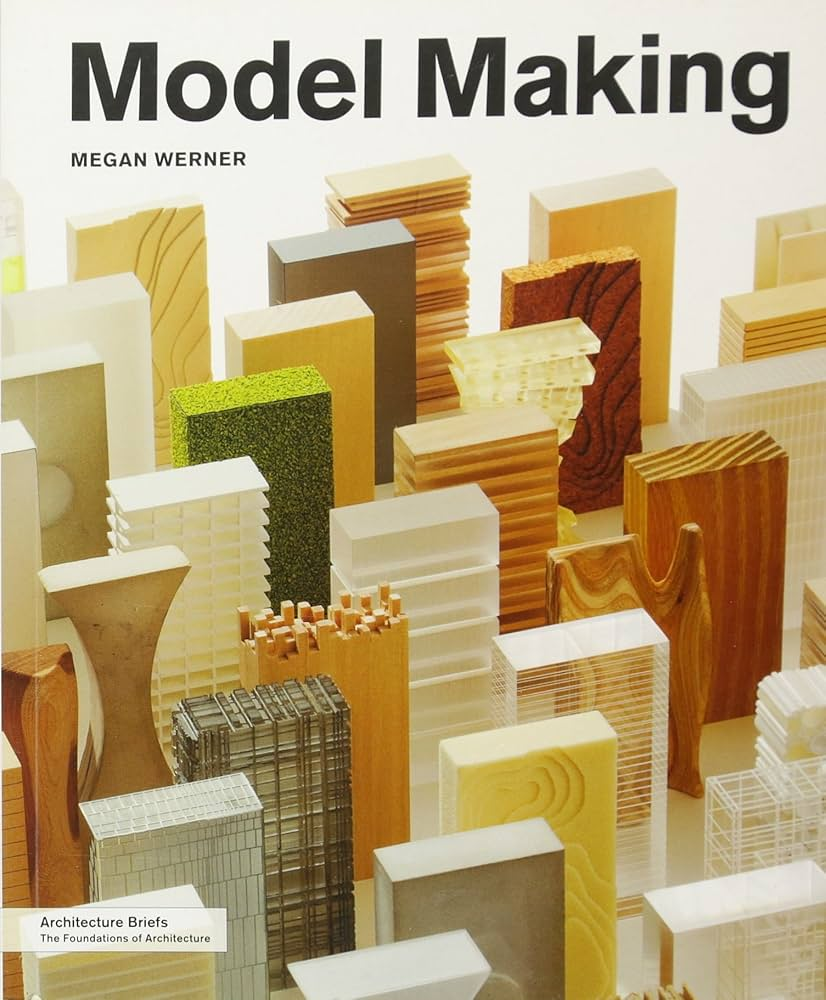 Model Making
MEGAN WERNER
Architecture Briefs
The Foundations of Architecture